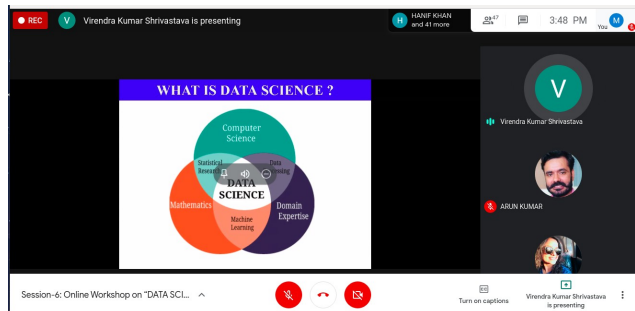 REC
V
Virendra Kumar Shrivastava is presenting
H
HANIF KHAN
and 41 more
47
3:48 PM
You
M
WHAT IS DATA SCIENCE ?
Computer
Science
Statistical
Research
Data
DATA
SCIENCE
Mathematics
Domain
Expertise
Machine
Learning
V
Virendra Kumar Shrivastava
ARUN KUMAR
Session-6: Online Workshop on "DATA SCI...
Turn on captions
Virendra Kumar Shrivastava
is presenting